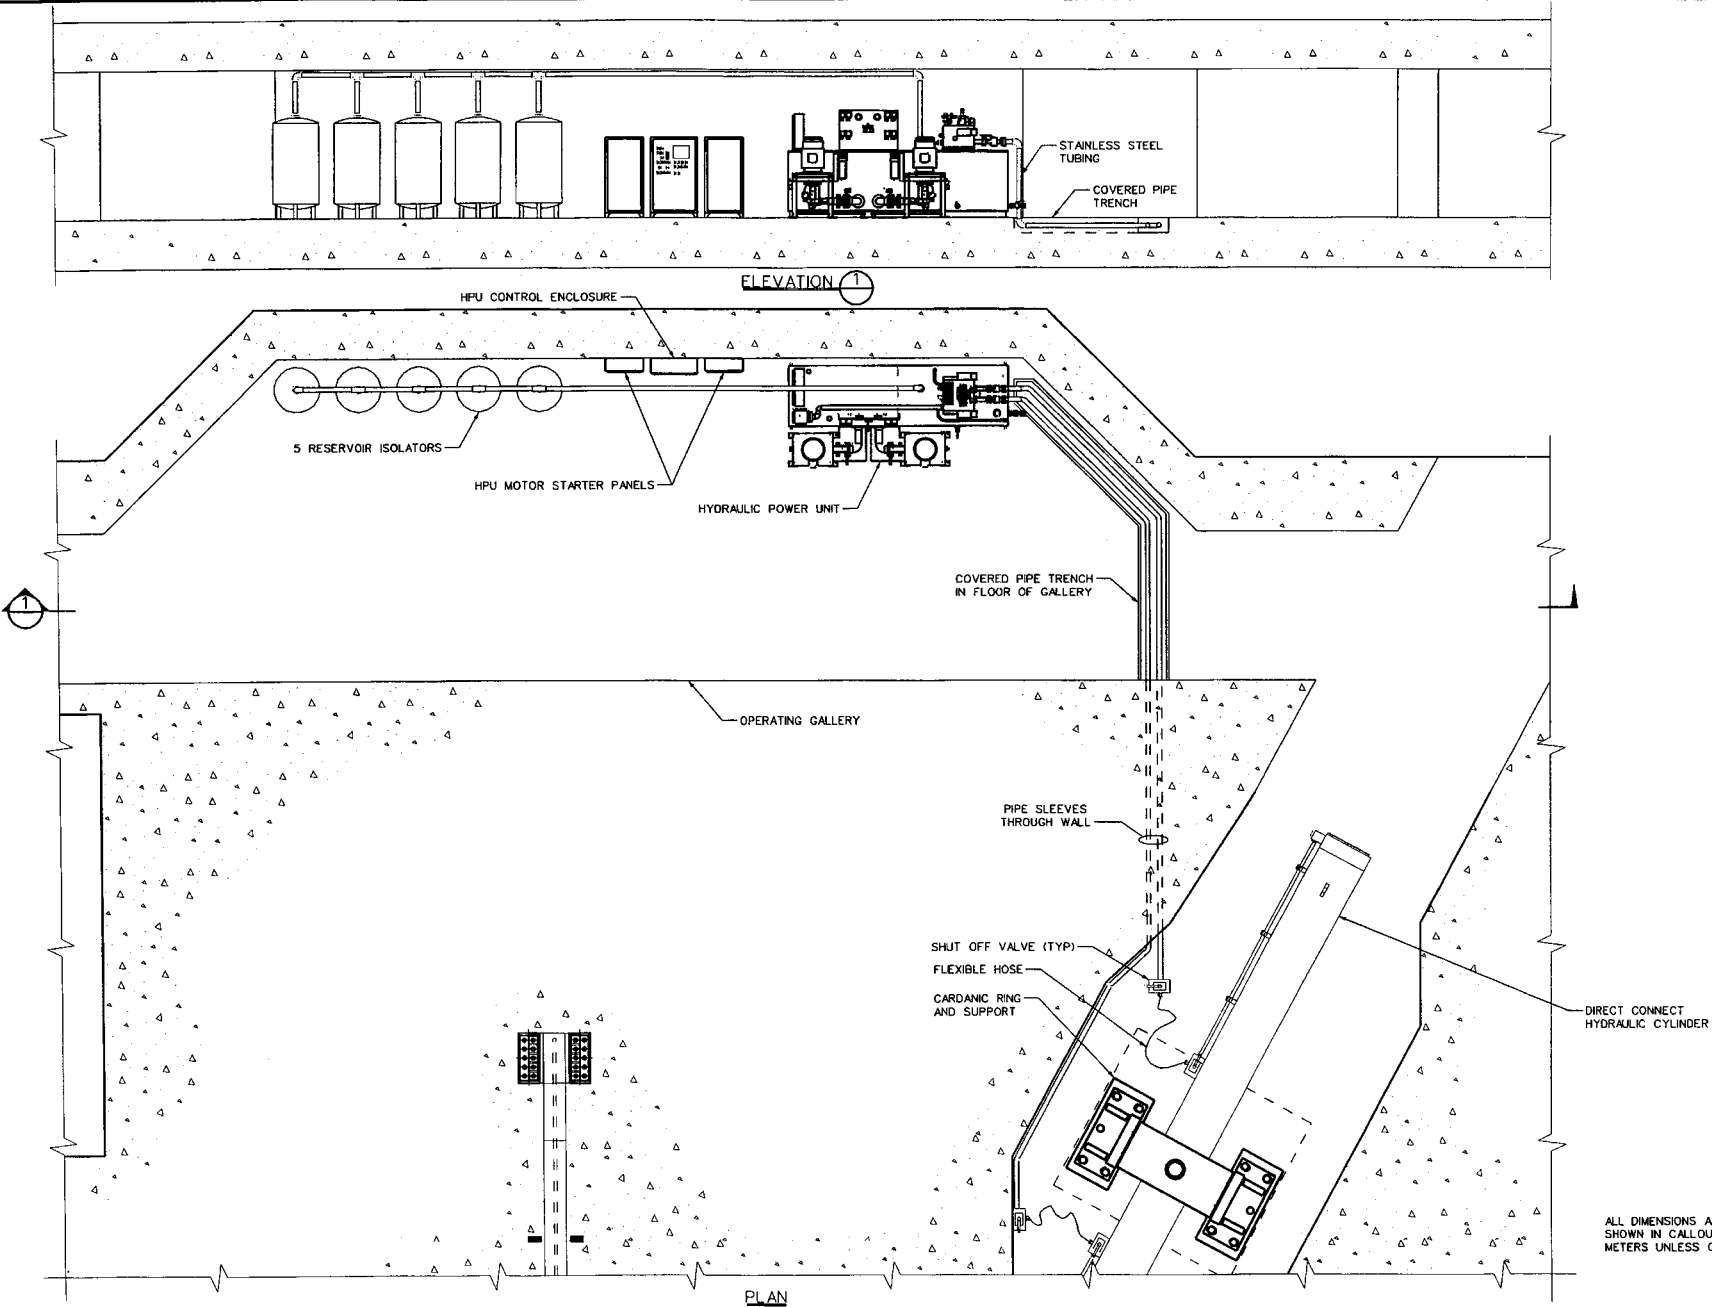 STAINLESS STEEL
TUBING
COVERED PIPE
TRENCH
ELEVATION 1
HPU CONTROL ENCLOSURE
5 RESERVOIR ISOLATORS
HPU MOTOR STARTER PANELS
HYDRAULIC POWER UNIT
COVERED PIPE TRENCH
IN FLOOR OF GALLERY
1
OPERATING GALLERY
PIPE SLEEVES
THROUGH WALL
SHUT OFF VALVE (TYP)
FLEXIBLE HOSE
CARDANIC RING
AND SUPPORT
DIRECT CONNECT
HYDRAULIC CYLINDER
ALL DIMENSIONS A
SHOWN IN CALLOU
METERS UNLESS
PLAN